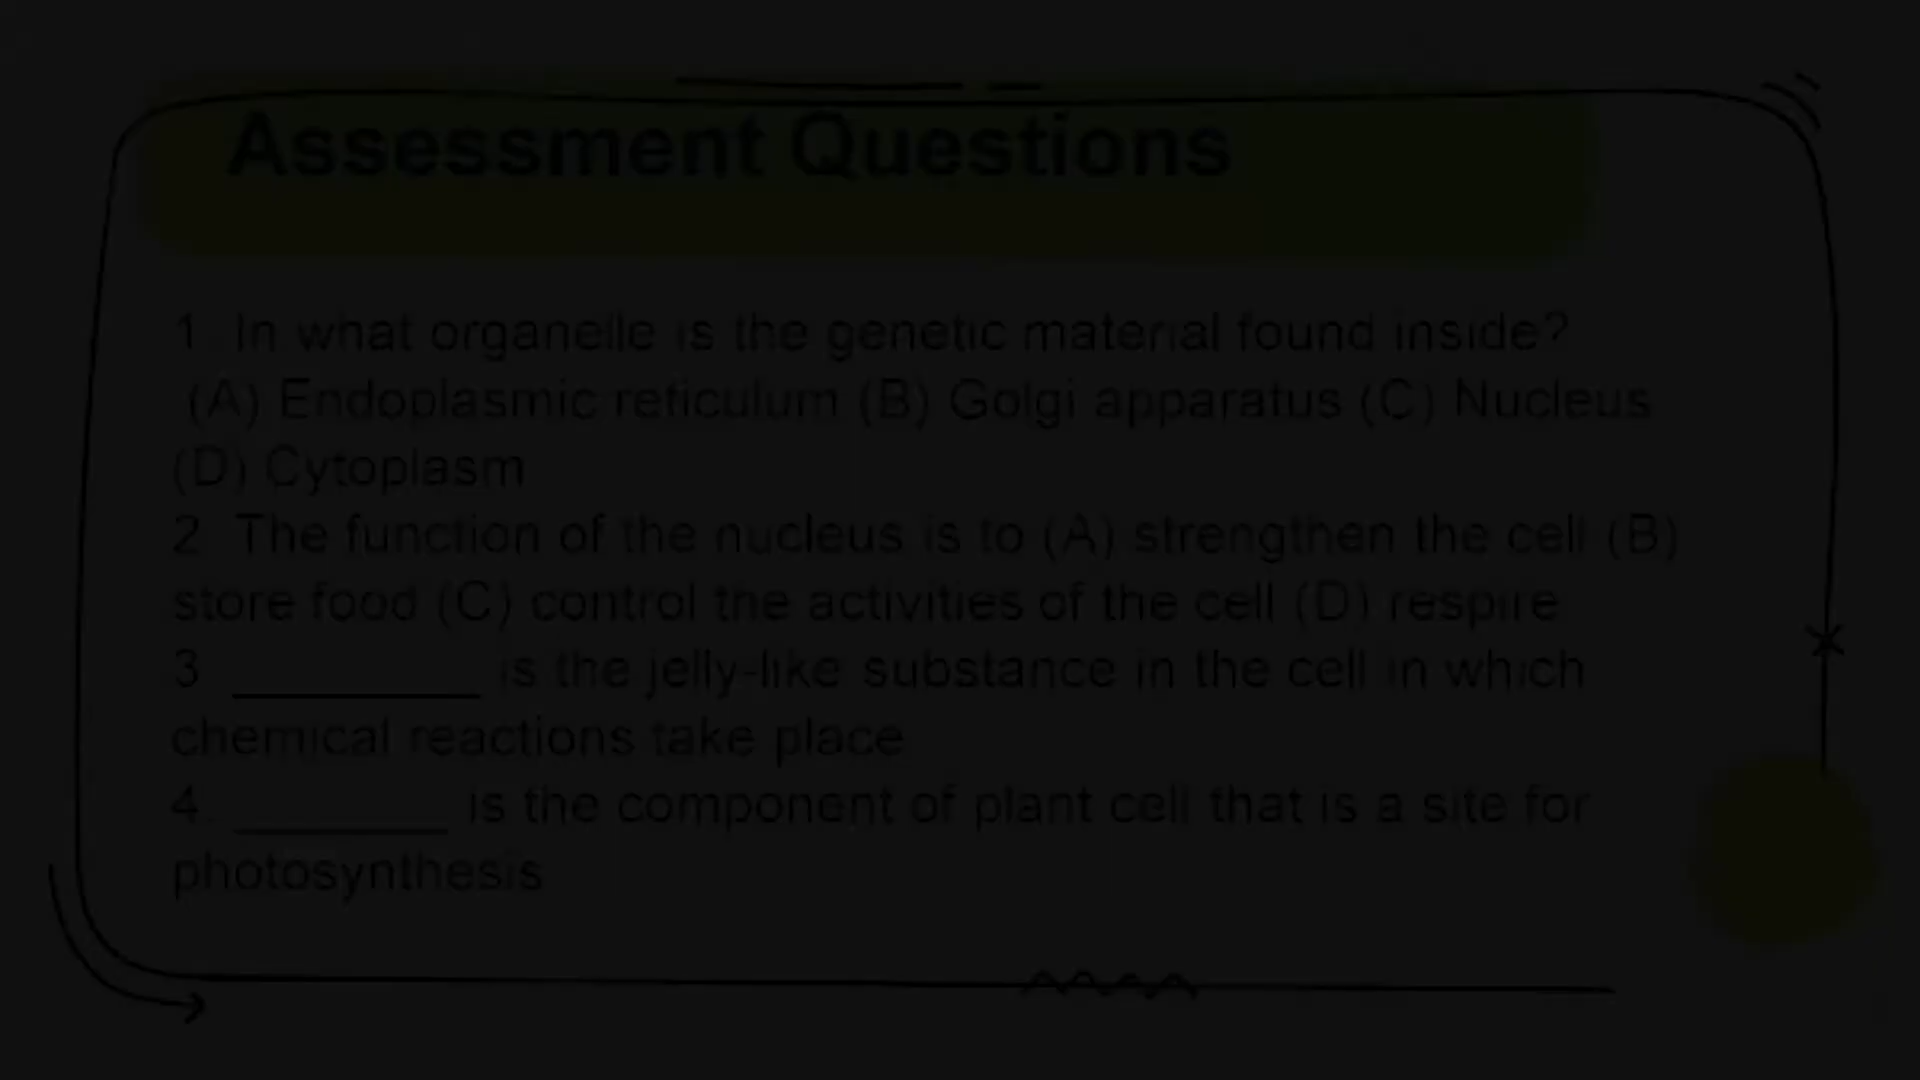 Assessment Questions
1. In what organelle is the genetic material found inside?
(A) Endoplasmic reticulum (B) Golgi apparatus (C) Nucleus
(D) Cytoplasm
2. The function of the nucleus is to (A) strengthen the cell (B)
store food (C) control the activities of the cell (D) respire
3. _________ is the jelly-like substance in the cell in which
chemical reactions take place
4. ________ is the component of plant cell that is a site for
photosynthesis